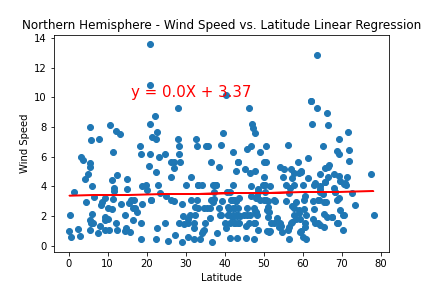 Northern Hemisphere - Wind Speed vs. Latitude Linear Regression
14
12
10
8
6
4
2
0
Wind Speed
y = 0.0X + 3.37
0 10 20 30 40 50 60 70 80
Latitude